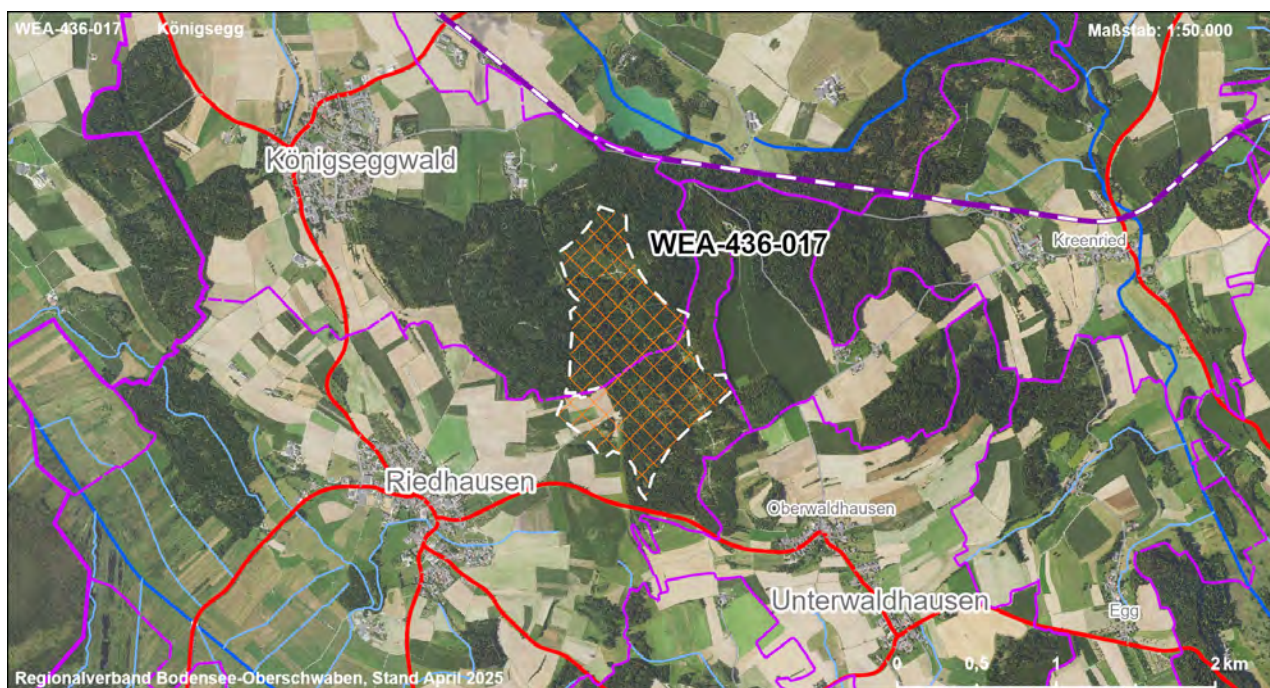 WEA-436-017 Königsegg
Maßstab: 1:50.000
Königseggwald
WEA-436-017
Kreenried
Riedhausen
Oberwaldhausen
Unterwaldhausen
Egg
0 0,5 1 2 km
Regionalverband Bodensee-Oberschwaben, Stand April 2025